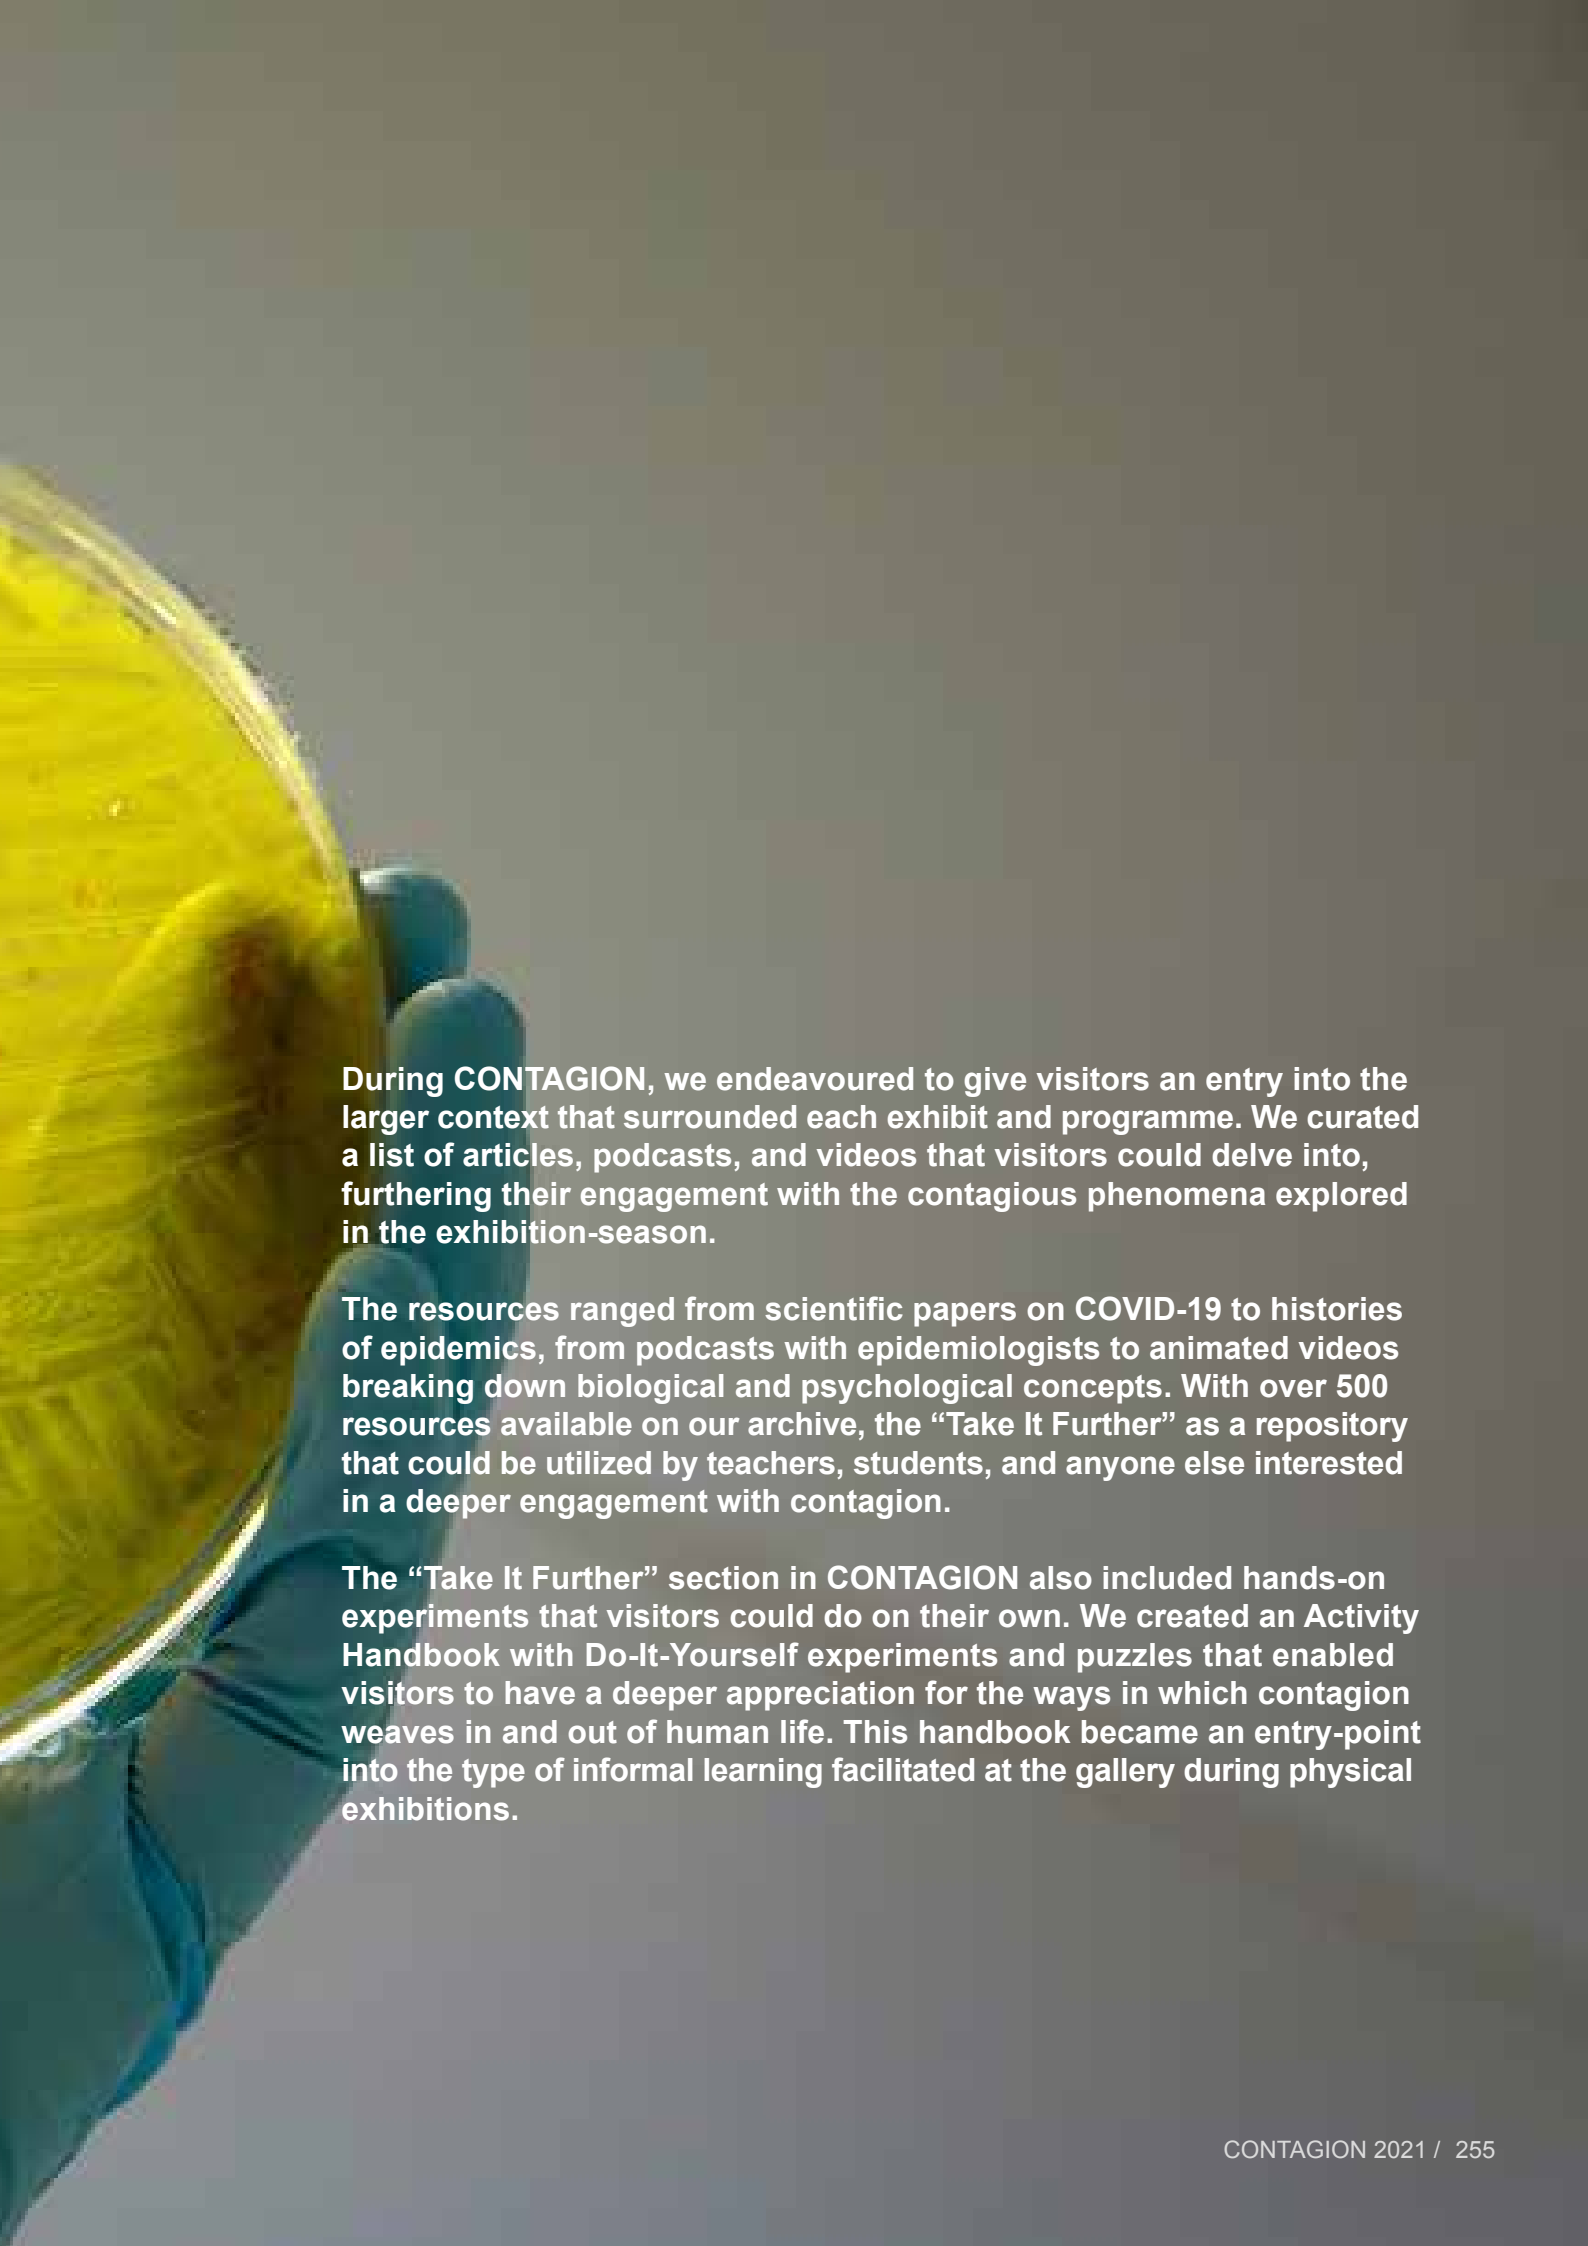 During CONTAGION, we endeavoured to give visitors an entry into the
larger context that surrounded each exhibit and programme. We curated
a list of articles, podcasts, and videos that visitors could delve into,
furthering their engagement with the contagious phenomena explored
in the exhibition-season.
The resources ranged from scientific papers on COVID-19 to histories
of epidemics, from podcasts with epidemiologists to animated videos
breaking down biological and psychological concepts. With over 500
resources available on our archive, the “Take It Further” as a repository
that could be utilized by teachers, students, and anyone else interested
in a deeper engagement with contagion.
The “Take It Further” section in CONTAGION also included hands-on
experiments that visitors could do on their own. We created an Activity
Handbook with Do-It-Yourself experiments and puzzles that enabled
visitors to have a deeper appreciation for the ways in which contagion
weaves in and out of human life. This handbook became an entry-point
into the type of informal learning facilitated at the gallery during physical
exhibitions.
CONTAGION 2021 / 255